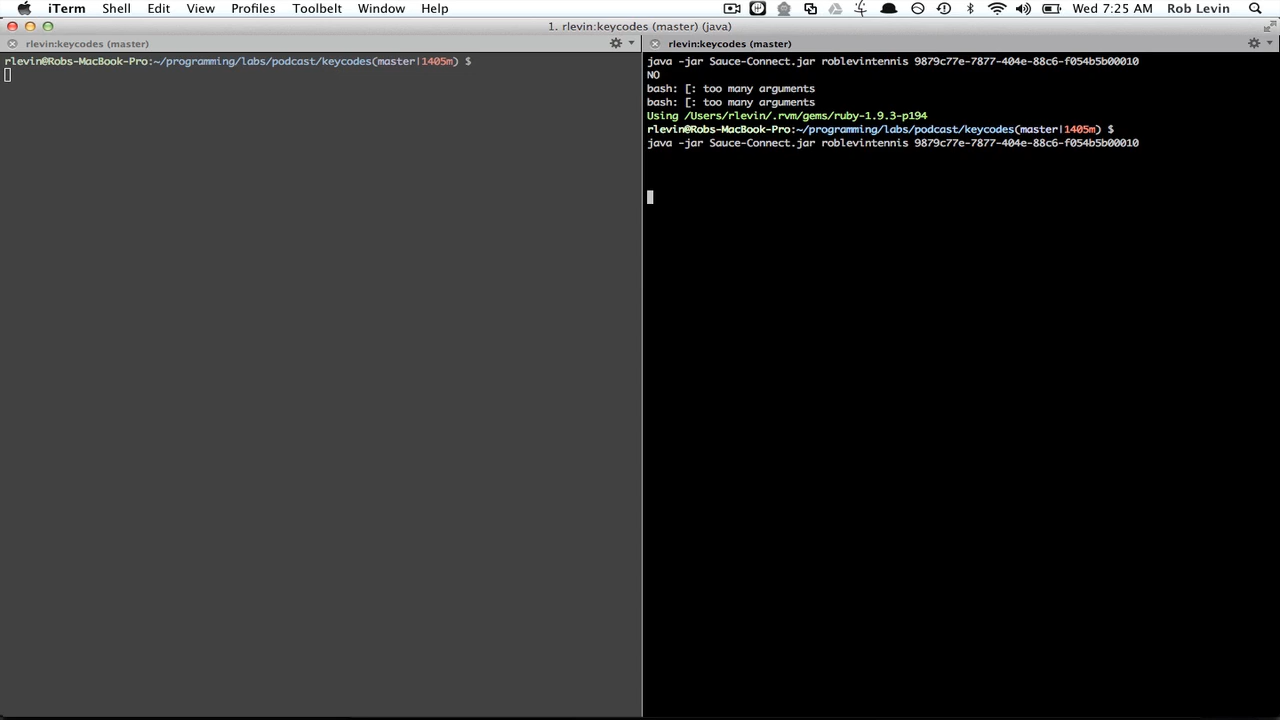 iTerm Shell Edit View Profiles Toolbelt Window Help Wed 7:25 AM Rob Levin
1. rlevin:keycodes (master) (java)
rlevin:keycodes (master)
rlevin@Robs-MacBook-Pro:~/programming/labs/podcast/keycodes(master|1405m) $
rlevin:keycodes (master)
java -jar Sauce-Connect.jar roblevintennis 9879c77e-7877-404e-88c6-f054b5b00010
NO
bash: [: too many arguments
bash: [: too many arguments
Using /Users/rlevin/.rvm/gems/ruby-1.9.3-p194
rlevin@Robs-MacBook-Pro:~/programming/labs/podcast/keycodes(master|1405m) $
java -jar Sauce-Connect.jar roblevintennis 9879c77e-7877-404e-88c6-f054b5b00010